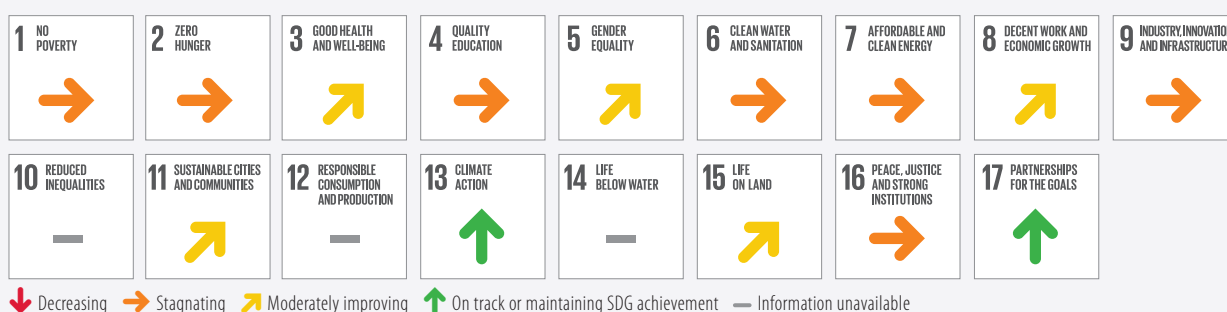 1 NO
POVERTY
2 ZERO
HUNGER
3 GOOD HEALTH
AND WELL-BEING
4 QUALITY
EDUCATION
5 GENDER
EQUALITY
6 CLEAN WATER
AND SANITATION
7 AFFORDABLE AND
CLEAN ENERGY
8 DECENT WORK AND
ECONOMIC GROWTH
9 INDUSTRY, INNOVATIO
AND INFRASTRUCTUR
10 REDUCED
INEQUALITIES
11 SUSTAINABLE CITIES
AND COMMUNITIES
12 RESPONSIBLE
CONSUMPTION
AND PRODUCTION
13 CLIMATE
ACTION
14 LIFE
BELOW WATER
15 LIFE
ON LAND
16 PEACE, JUSTICE
AND STRONG
INSTITUTIONS
17 PARTNERSHIPS
FOR THE GOALS
Decreasing Stagnating Moderately improving On track or maintaining SDG achievement Information unavailable